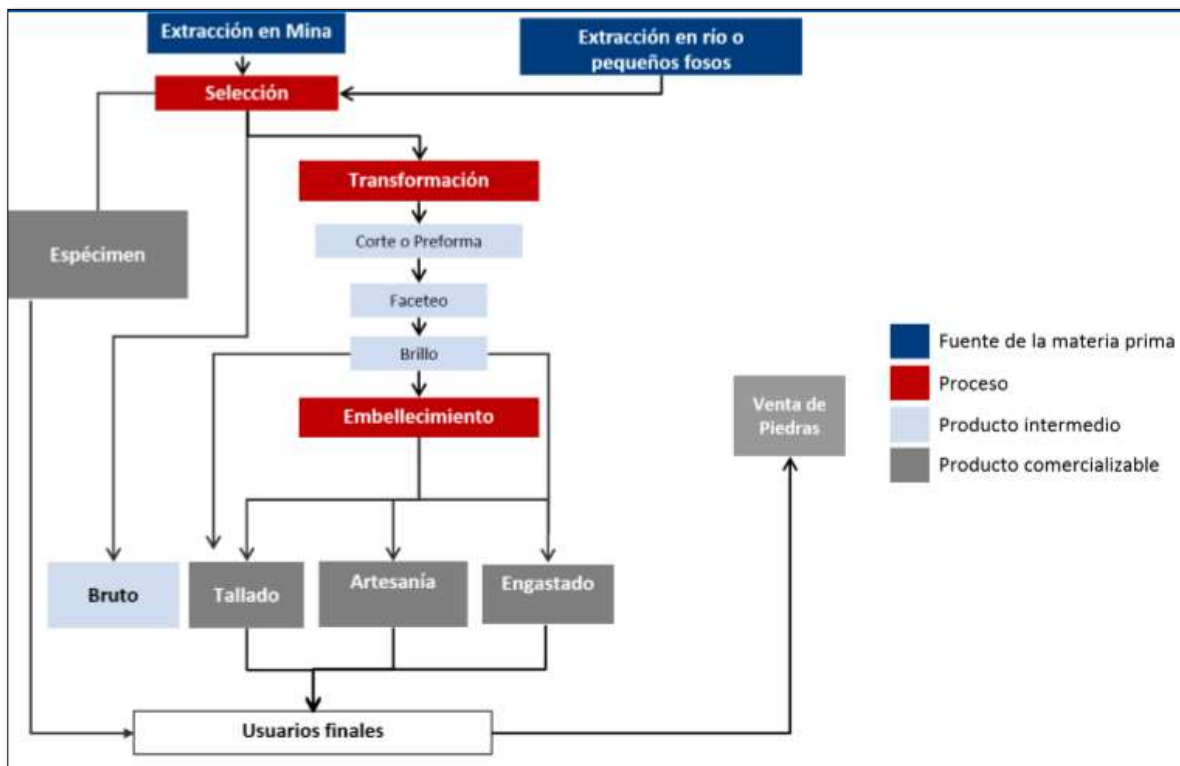 Extracción en Mina
Extracción en río o
pequeños fosos
Selección
Transformación
Espécimen
Corte o Preforma
Faceteo
Brillo
Embellecimiento
Bruto
Tallado
Artesanía
Engastado
Usuarios finales
Venta de
Piedras
Fuente de la materia prima
Proceso
Producto intermedio
Producto comercializable